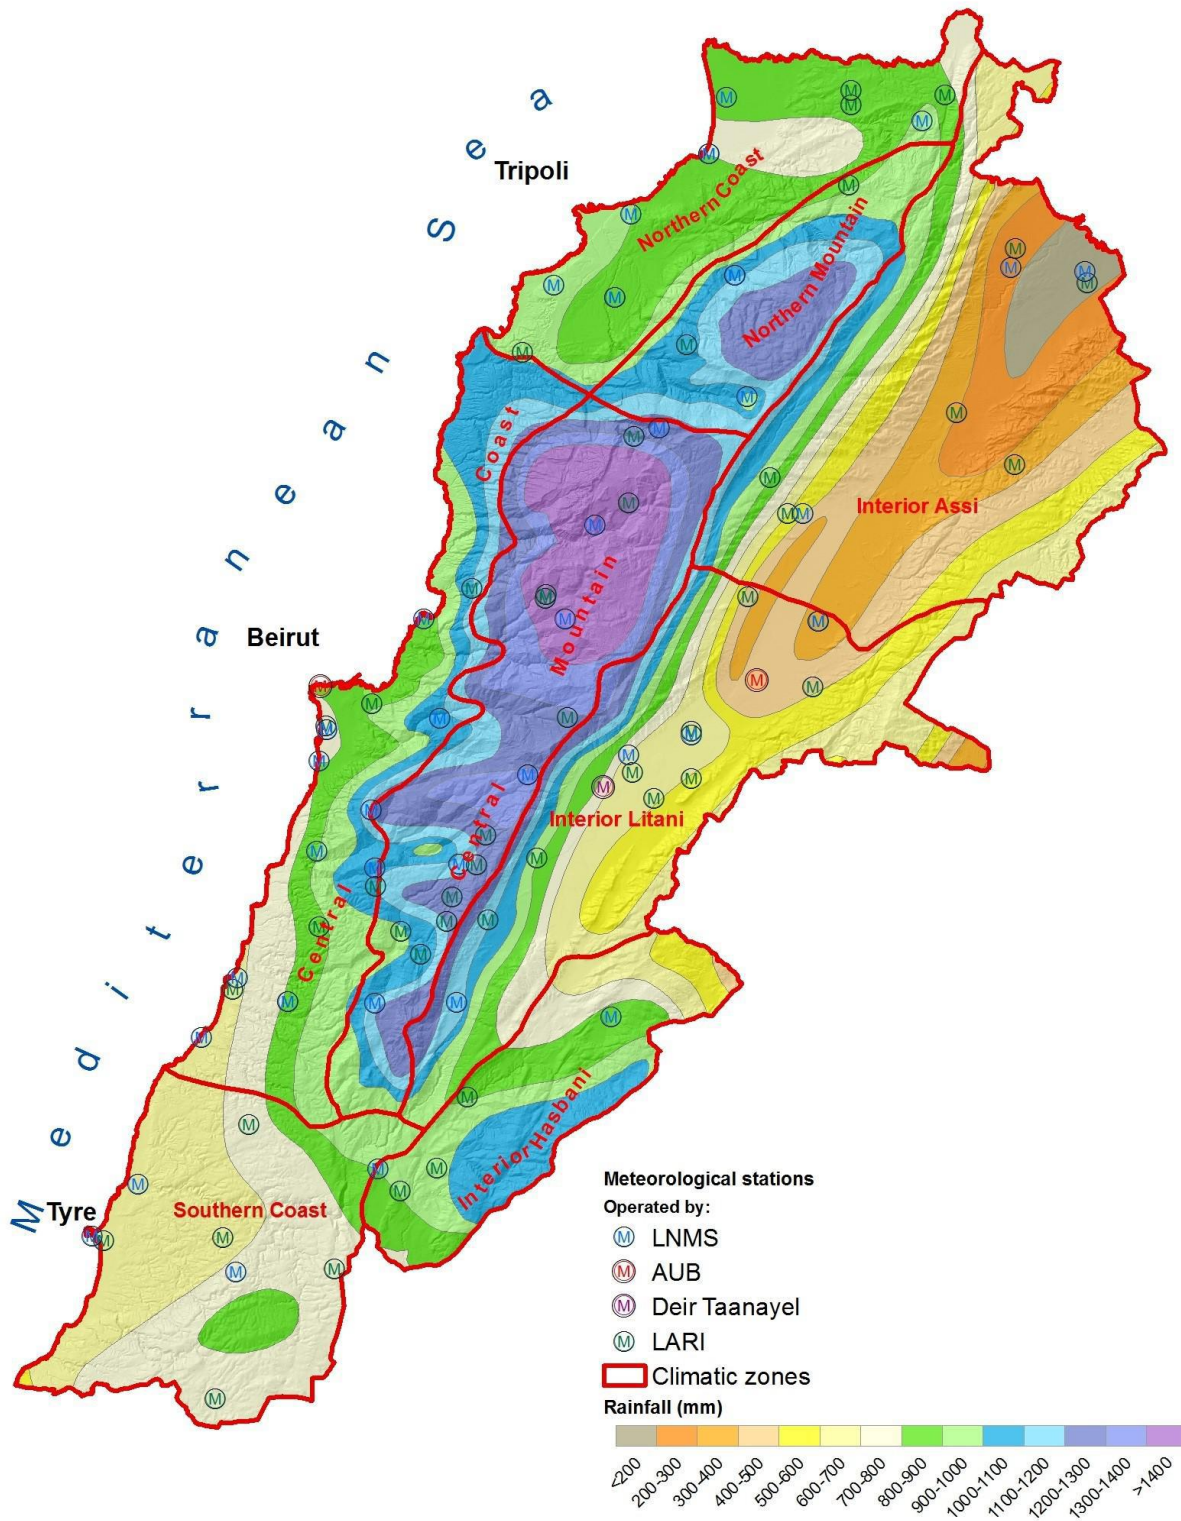 Mediterranean Sea
Tripoli
Northern Coast
Northern Mountain
Coast
Interior Assi
Mountain
Beirut
Interior Litani
Central
Central
Interior Hasbani
Tyre
Southern Coast
Meteorological stations
Operated by:
M LNMS
M AUB
M Deir Taanayel
M LARI
Climatic zones
Rainfall (mm)
<200 200-300 300-400 400-500 500-600 600-700 700-800 800-900 900-1000 1000-1100 1100-1200 1200-1300 1300-1400 >1400